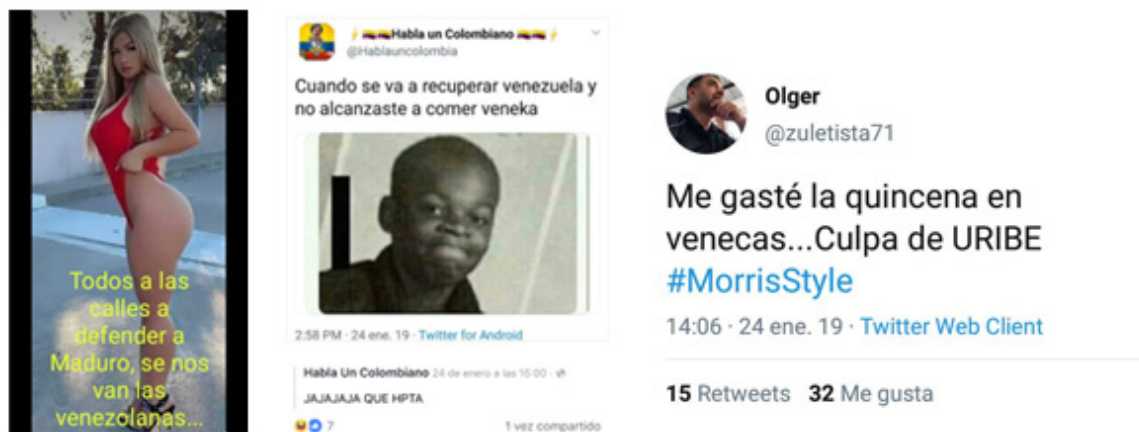 Todos a las
calles a
defender a
Maduro, se nos
van las
venezolanas...
⚡🇨🇴🇨🇴Habla un Colombiano 🇨🇴🇨🇴⚡
@Hablauncolombia
Cuando se va a recuperar venezuela y
no alcanzaste a comer veneka
2:58 PM · 24 ene. 19 · Twitter for Android
Habla Un Colombiano 24 de enero a las 15:00 ·
JAJAJAJA QUE HPTA
7
1 vez compartido
Olger
@zuletista71
Me gasté la quincena en
venecas...Culpa de URIBE
#MorrisStyle
14:06 · 24 ene. 19 · Twitter Web Client
15 Retweets 32 Me gusta